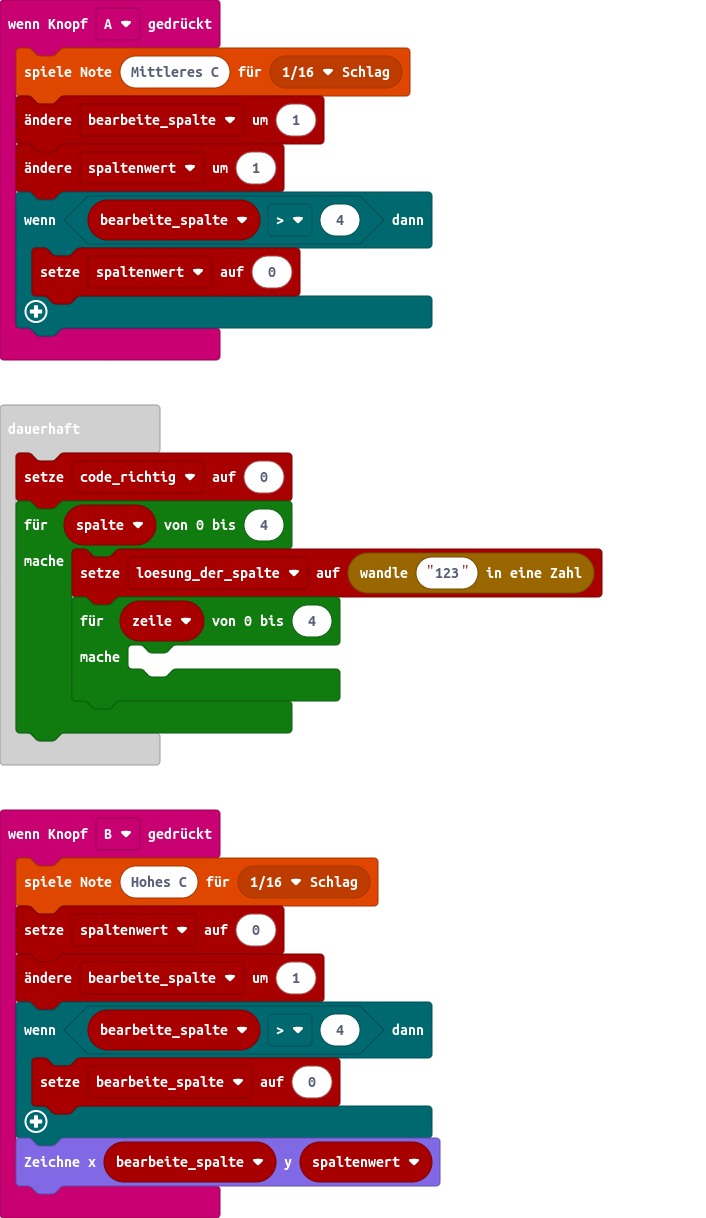 wenn Knopf A gedrückt
spiele Note Mittleres C für 1/16 Schlag
ändere bearbeite_spalte um 1
ändere spaltenwert um 1
wenn bearbeite_spalte > 4 dann
setze spaltenwert auf 0
dauerhaft
setze code_richtig auf 0
für spalte von 0 bis 4
mache setze loesung_der_spalte auf wandle "123" in eine Zahl
für zeile von 0 bis 4
mache
wenn Knopf B gedrückt
spiele Note Hohes C für 1/16 Schlag
setze spaltenwert auf 0
ändere bearbeite_spalte um 1
wenn bearbeite_spalte > 4 dann
setze bearbeite_spalte auf 0
Zeichne x bearbeite_spalte y spaltenwert